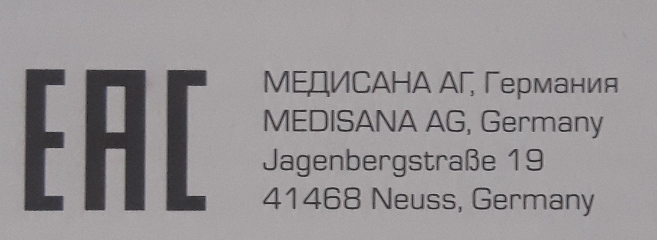 EAC
МЕДИСАНА АГ, Германия
MEDISANA AG, Germany
Jagenbergstraße 19
41468 Neuss, Germany